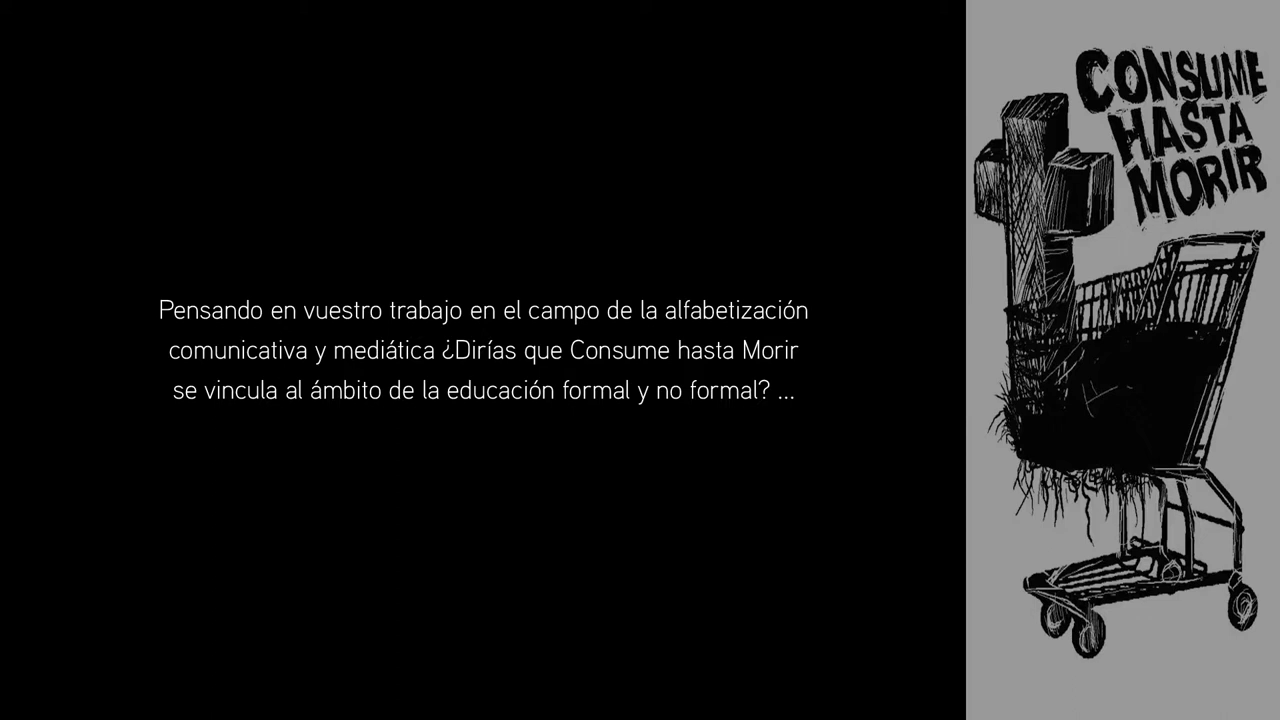 Pensando en vuestro trabajo en el campo de la alfabetización
comunicativa y mediática ¿Dirías que Consume hasta Morir
se vincula al ámbito de la educación formal y no formal? ...
CONSUME
HASTA
MORIR